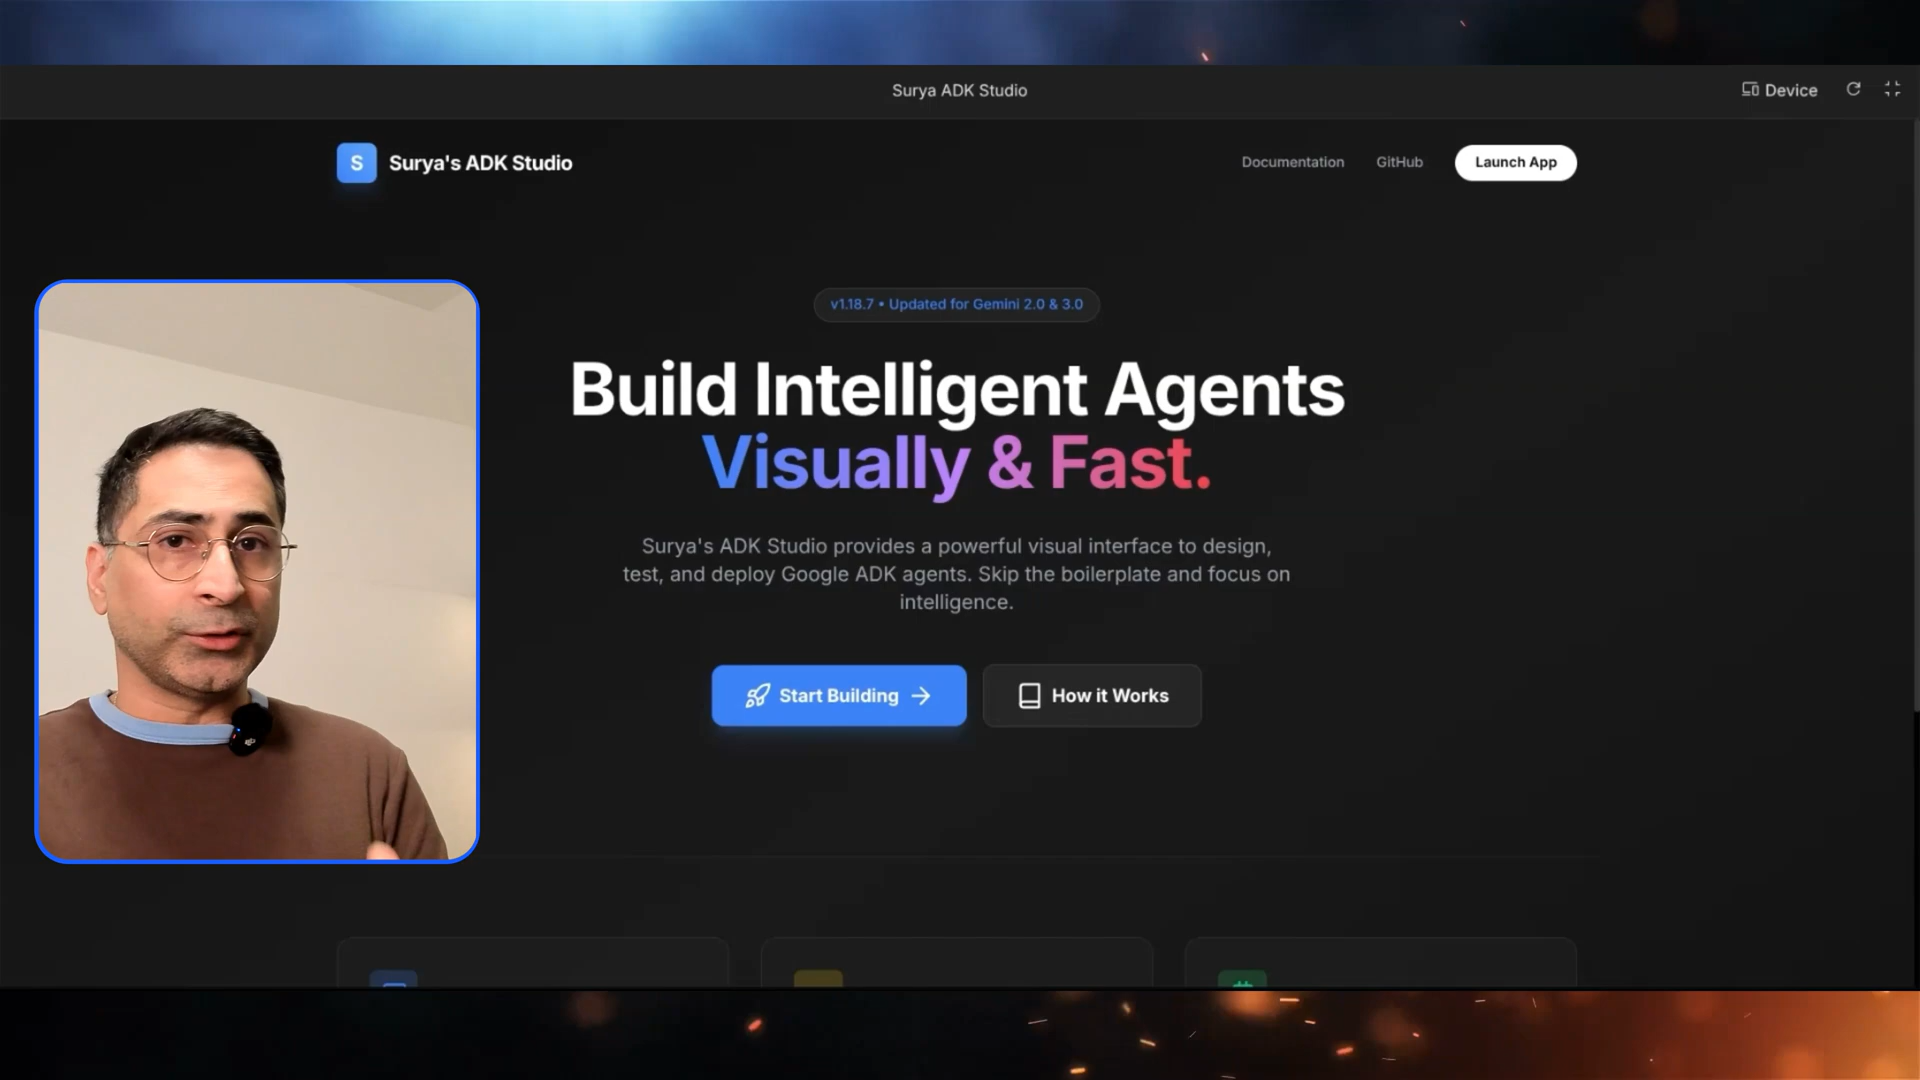 Surya ADK Studio
Device
S
Surya's ADK Studio
Documentation
GitHub
Launch App
v1.18.7 • Updated for Gemini 2.0 & 3.0
Build Intelligent Agents
Visually & Fast.
Surya's ADK Studio provides a powerful visual interface to design,
test, and deploy Google ADK agents. Skip the boilerplate and focus on
intelligence.
Start Building
How it Works